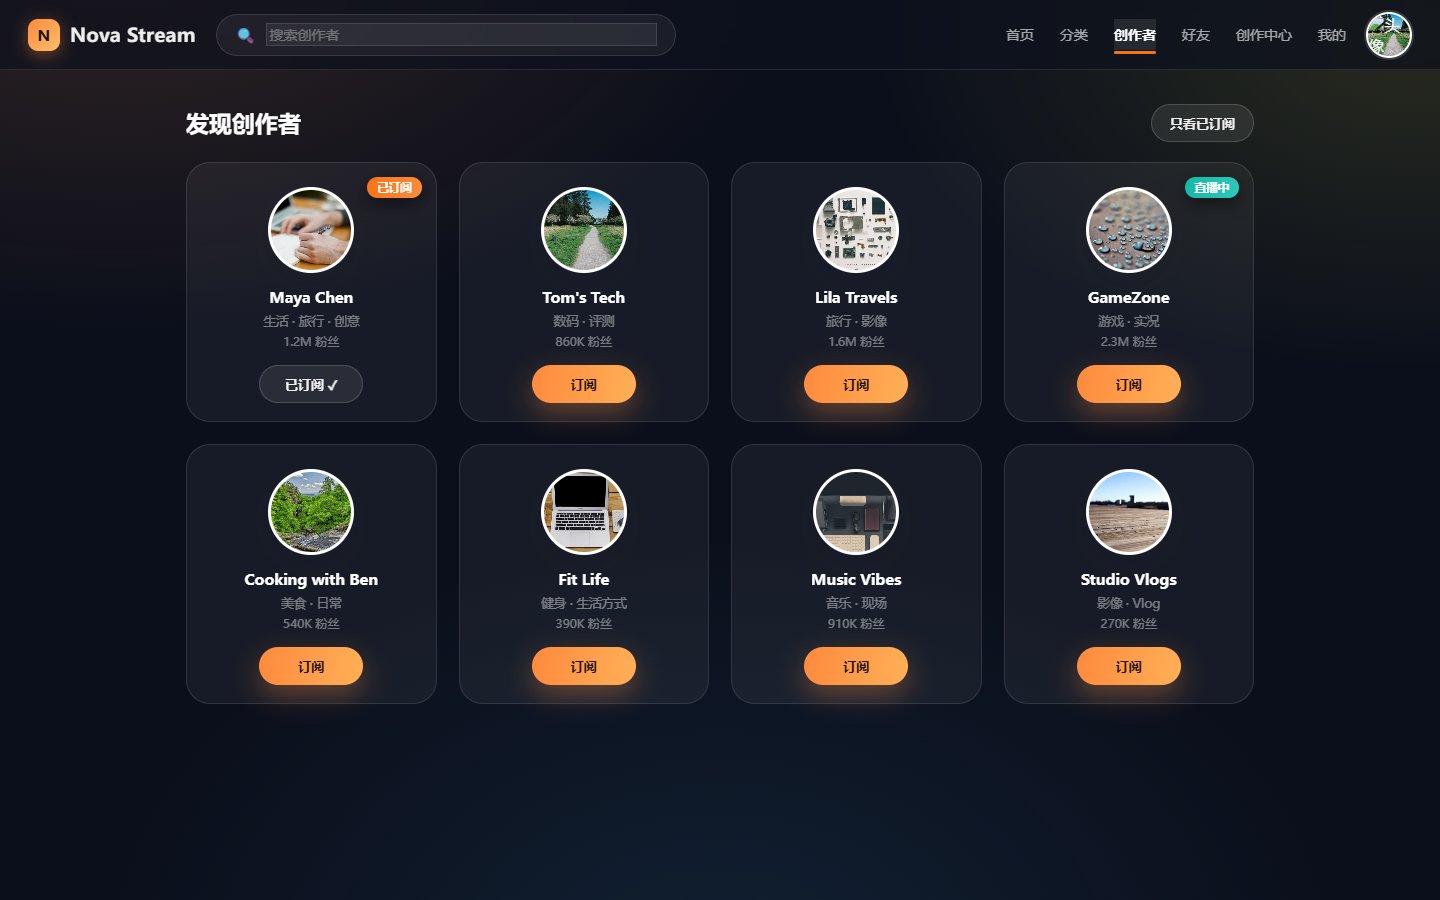 N Nova Stream
搜索创作者
首页 分类 创作者 好友 创作中心 我的
头像
发现创作者
只看已订阅
已订阅
Maya Chen
生活 · 旅行 · 创意
1.2M 粉丝
已订阅 ✓
Tom's Tech
数码 · 评测
860K 粉丝
订阅
Lila Travels
旅行 · 影像
1.6M 粉丝
订阅
直播中
GameZone
游戏 · 实况
2.3M 粉丝
订阅
Cooking with Ben
美食 · 日常
540K 粉丝
订阅
Fit Life
健身 · 生活方式
390K 粉丝
订阅
Music Vibes
音乐 · 现场
910K 粉丝
订阅
Studio Vlogs
影像 · Vlog
270K 粉丝
订阅